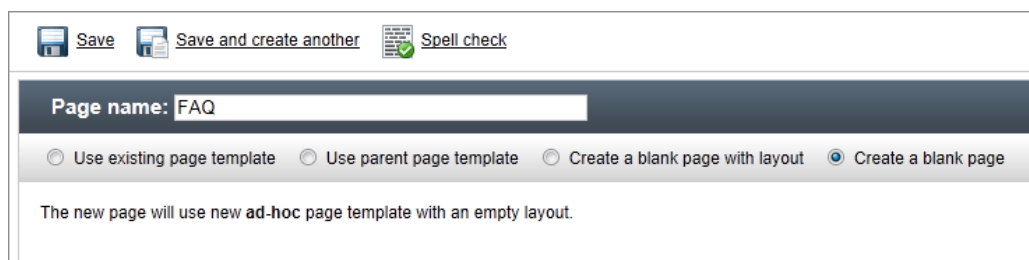 Save Save and create another Spell check
Page name: FAQ
Use existing page template Use parent page template Create a blank page with layout Create a blank page
The new page will use new ad-hoc page template with an empty layout.